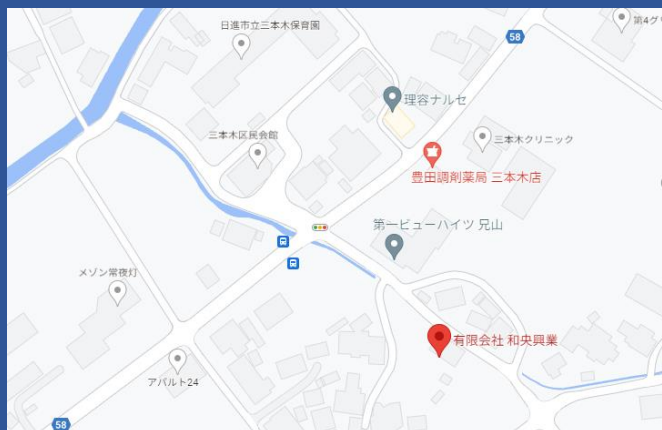 日進市立三本木保育園
第4グ
58
理容ナルセ
三本木区民会館
三本木クリニック
豊田調剤薬局 三本木店
第一ビューハイツ 兄山
メゾン常夜灯
有限会社 和央興業
アパルト24
58